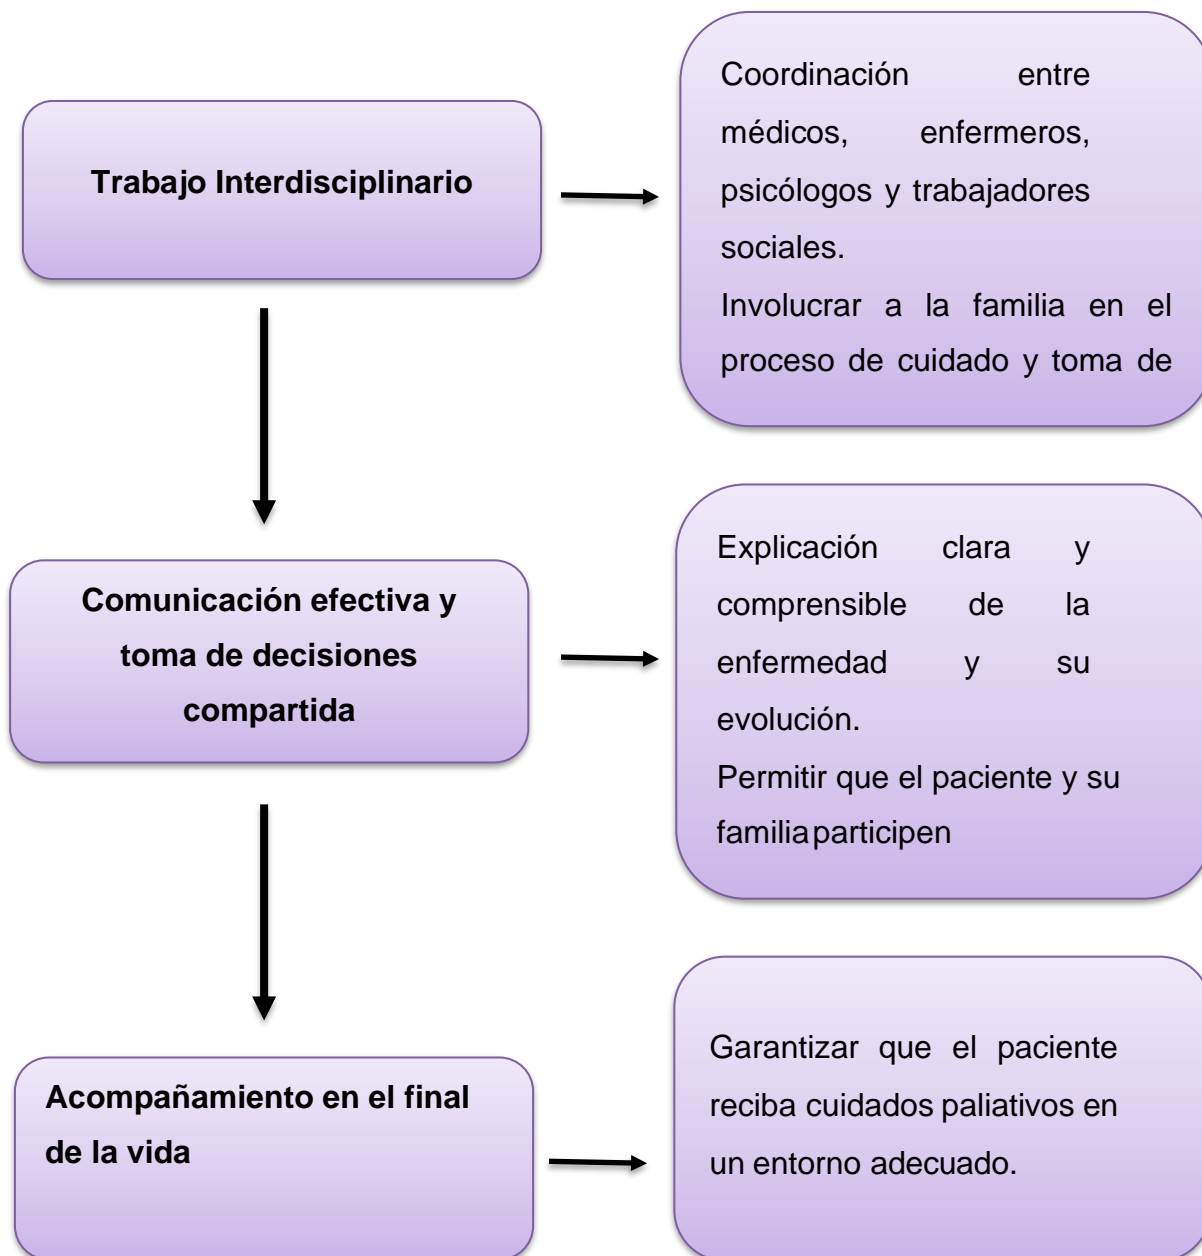 Trabajo Interdisciplinario
Coordinación entre
médicos, enfermeros,
psicólogos y trabajadores
sociales.
Involucrar a la familia en el
proceso de cuidado y toma de
Comunicación efectiva y
toma de decisiones
compartida
Explicación clara y
comprensible de la
enfermedad y su
evolución.
Permitir que el paciente y su
familia participen
Acompañamiento en el final
de la vida
Garantizar que el paciente
reciba cuidados paliativos en
un entorno adecuado.